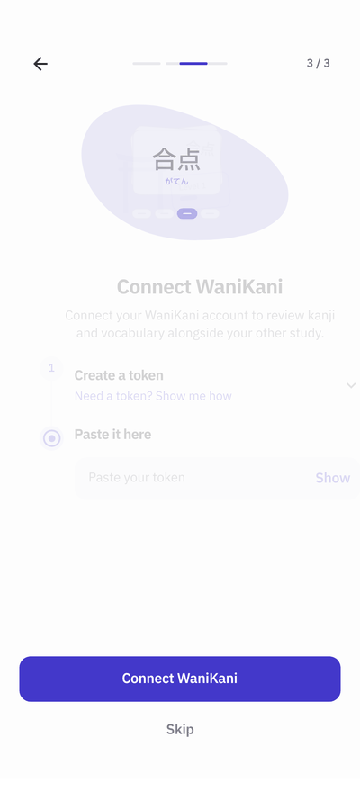 3 / 3
合点
がてん
Connect WaniKani
Connect your WaniKani account to review kanji
and vocabulary alongside your other study.
1
Create a token
Need a token? Show me how
Paste it here
Paste your token
Show
Connect WaniKani
Skip